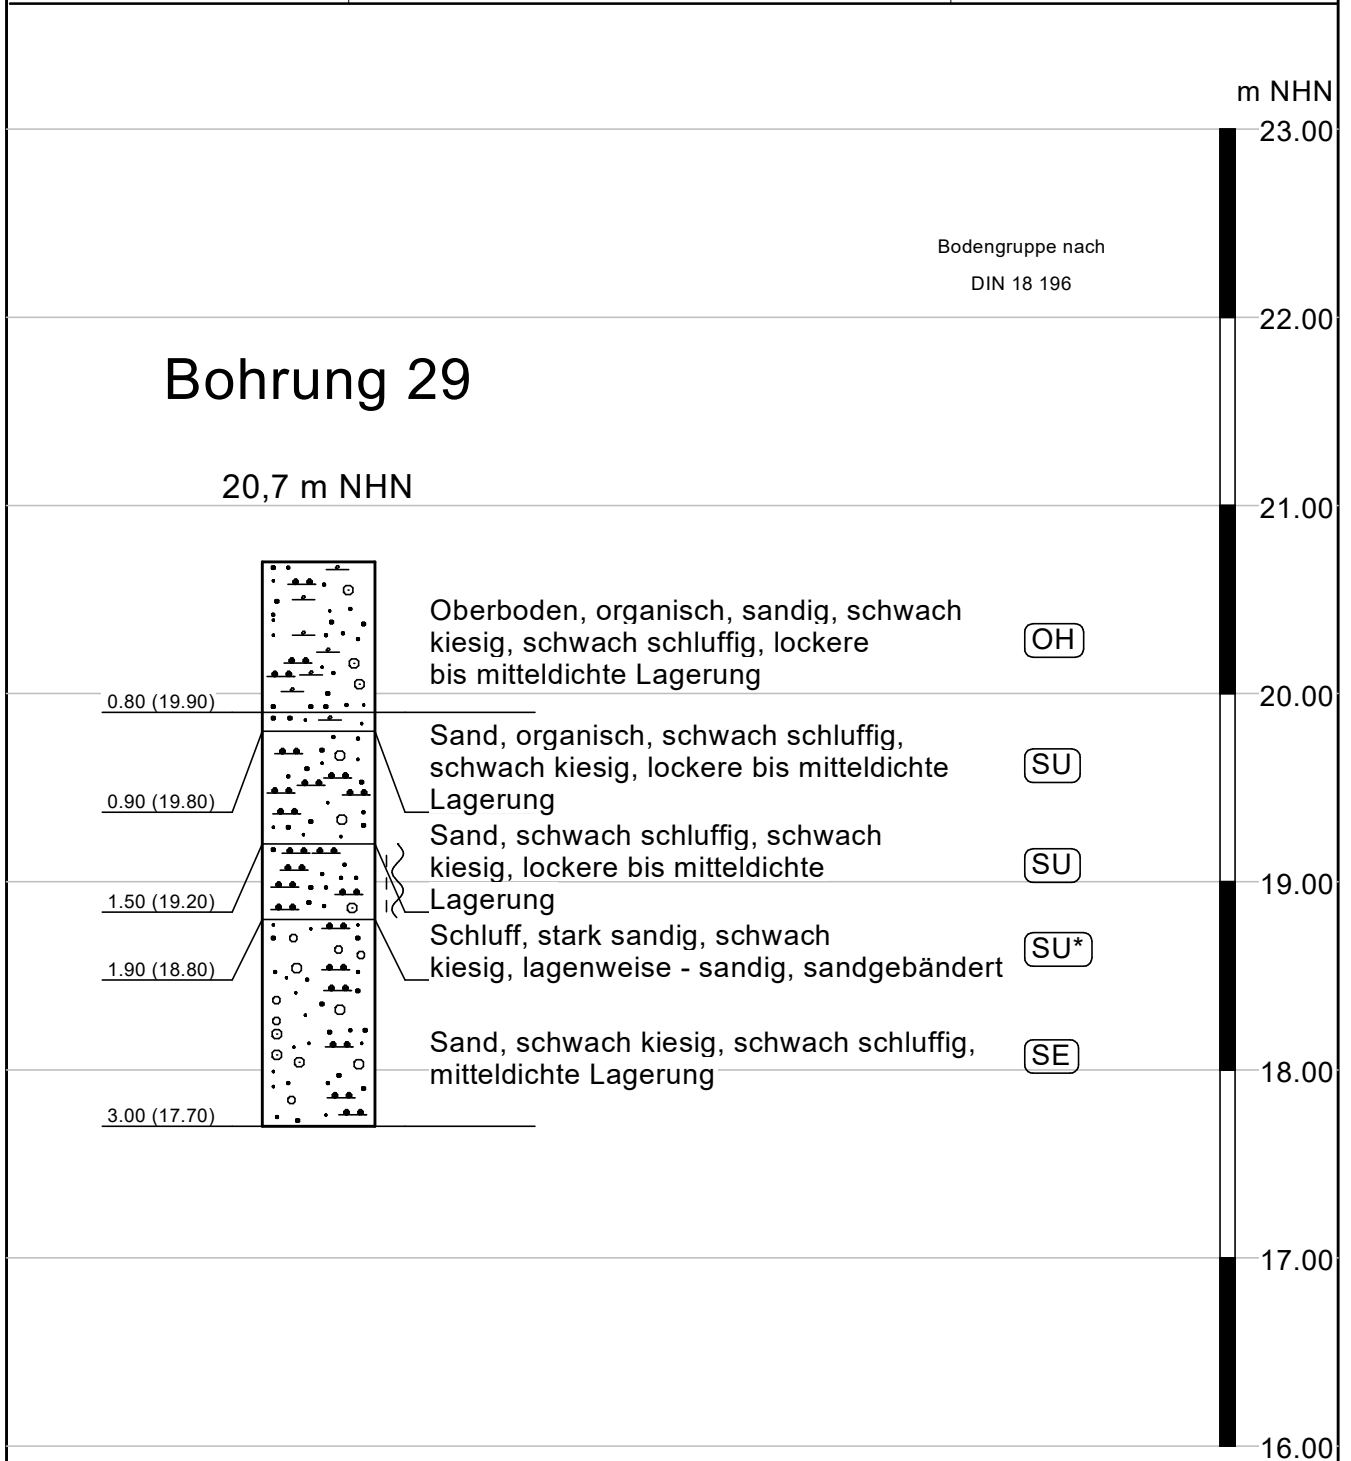 m NHN
23.00
Bodengruppe nach
DIN 18 196
22.00
Bohrung 29
20,7 m NHN
21.00
Oberboden, organisch, sandig, schwach
kiesig, schwach schluffig, lockere
bis mitteldichte Lagerung
OH
0.80 (19.90)
20.00
Sand, organisch, schwach schluffig,
schwach kiesig, lockere bis mitteldichte
Lagerung
SU
0.90 (19.80)
Sand, schwach schluffig, schwach
kiesig, lockere bis mitteldichte
Lagerung
SU
19.00
1.50 (19.20)
Schluff, stark sandig, schwach
kiesig, lagenweise - sandig, sandgebändert
SU*
1.90 (18.80)
Sand, schwach kiesig, schwach schluffig,
mitteldichte Lagerung
SE
18.00
3.00 (17.70)
17.00
16.00